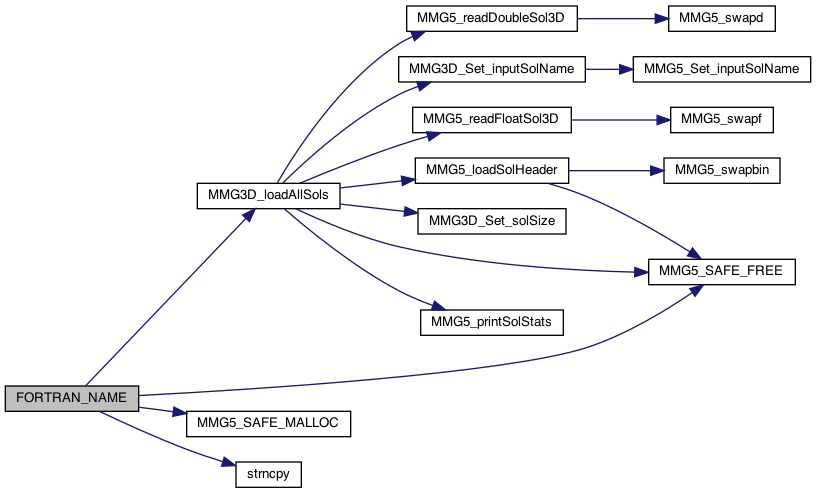 MMG5_readDoubleSol3D
MMG5_swapd
MMG3D_Set_inputSolName
MMG5_Set_inputSolName
MMG5_readFloatSol3D
MMG5_swapf
MMG5_loadSolHeader
MMG5_swapbin
MMG3D_loadAllSols
MMG3D_Set_solSize
MMG5_SAFE_FREE
MMG5_printSolStats
FORTRAN_NAME
MMG5_SAFE_MALLOC
strncpy